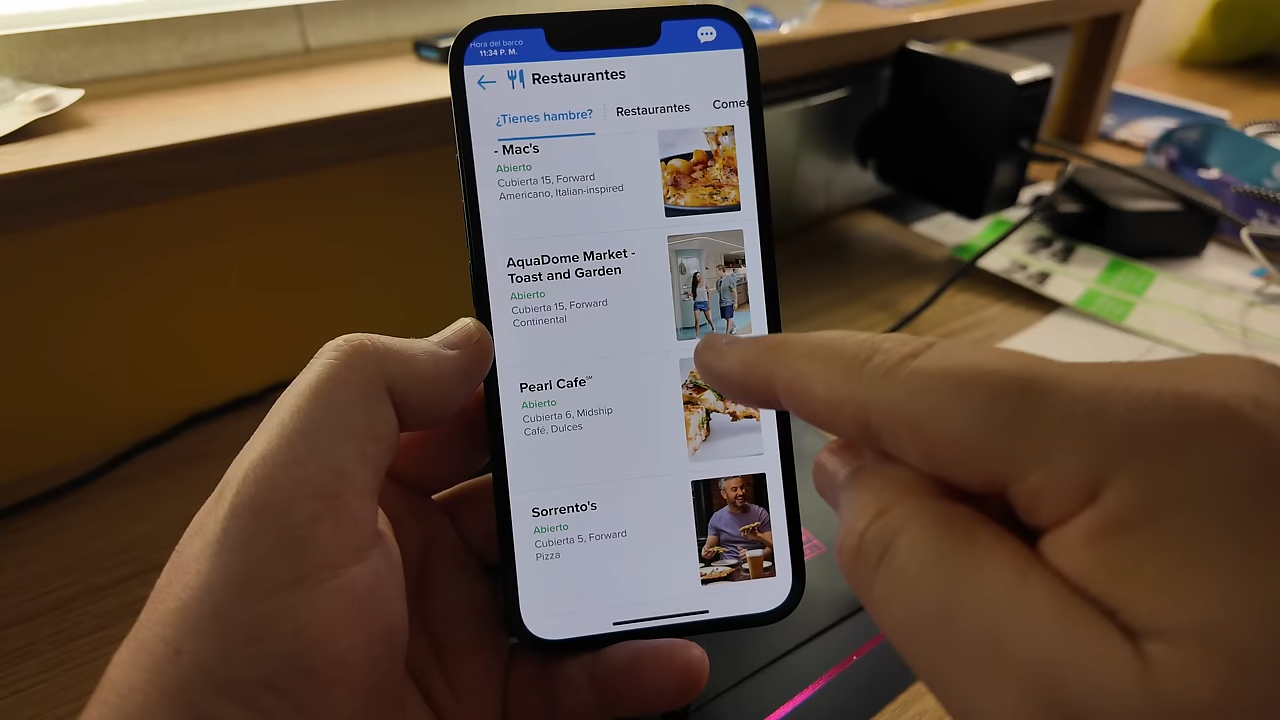 Hora del barco
11:34 P. M.
Restaurantes
¿Tienes hambre?
Restaurantes
Comed
- Mac's
Abierto
Cubierta 15, Forward
Americano, Italian-inspired
AquaDome Market -
Toast and Garden
Abierto
Cubierta 15, Forward
Continental
Pearl Cafe℠
Abierto
Cubierta 6, Midship
Café, Dulces
Sorrento's
Abierto
Cubierta 5, Forward
Pizza